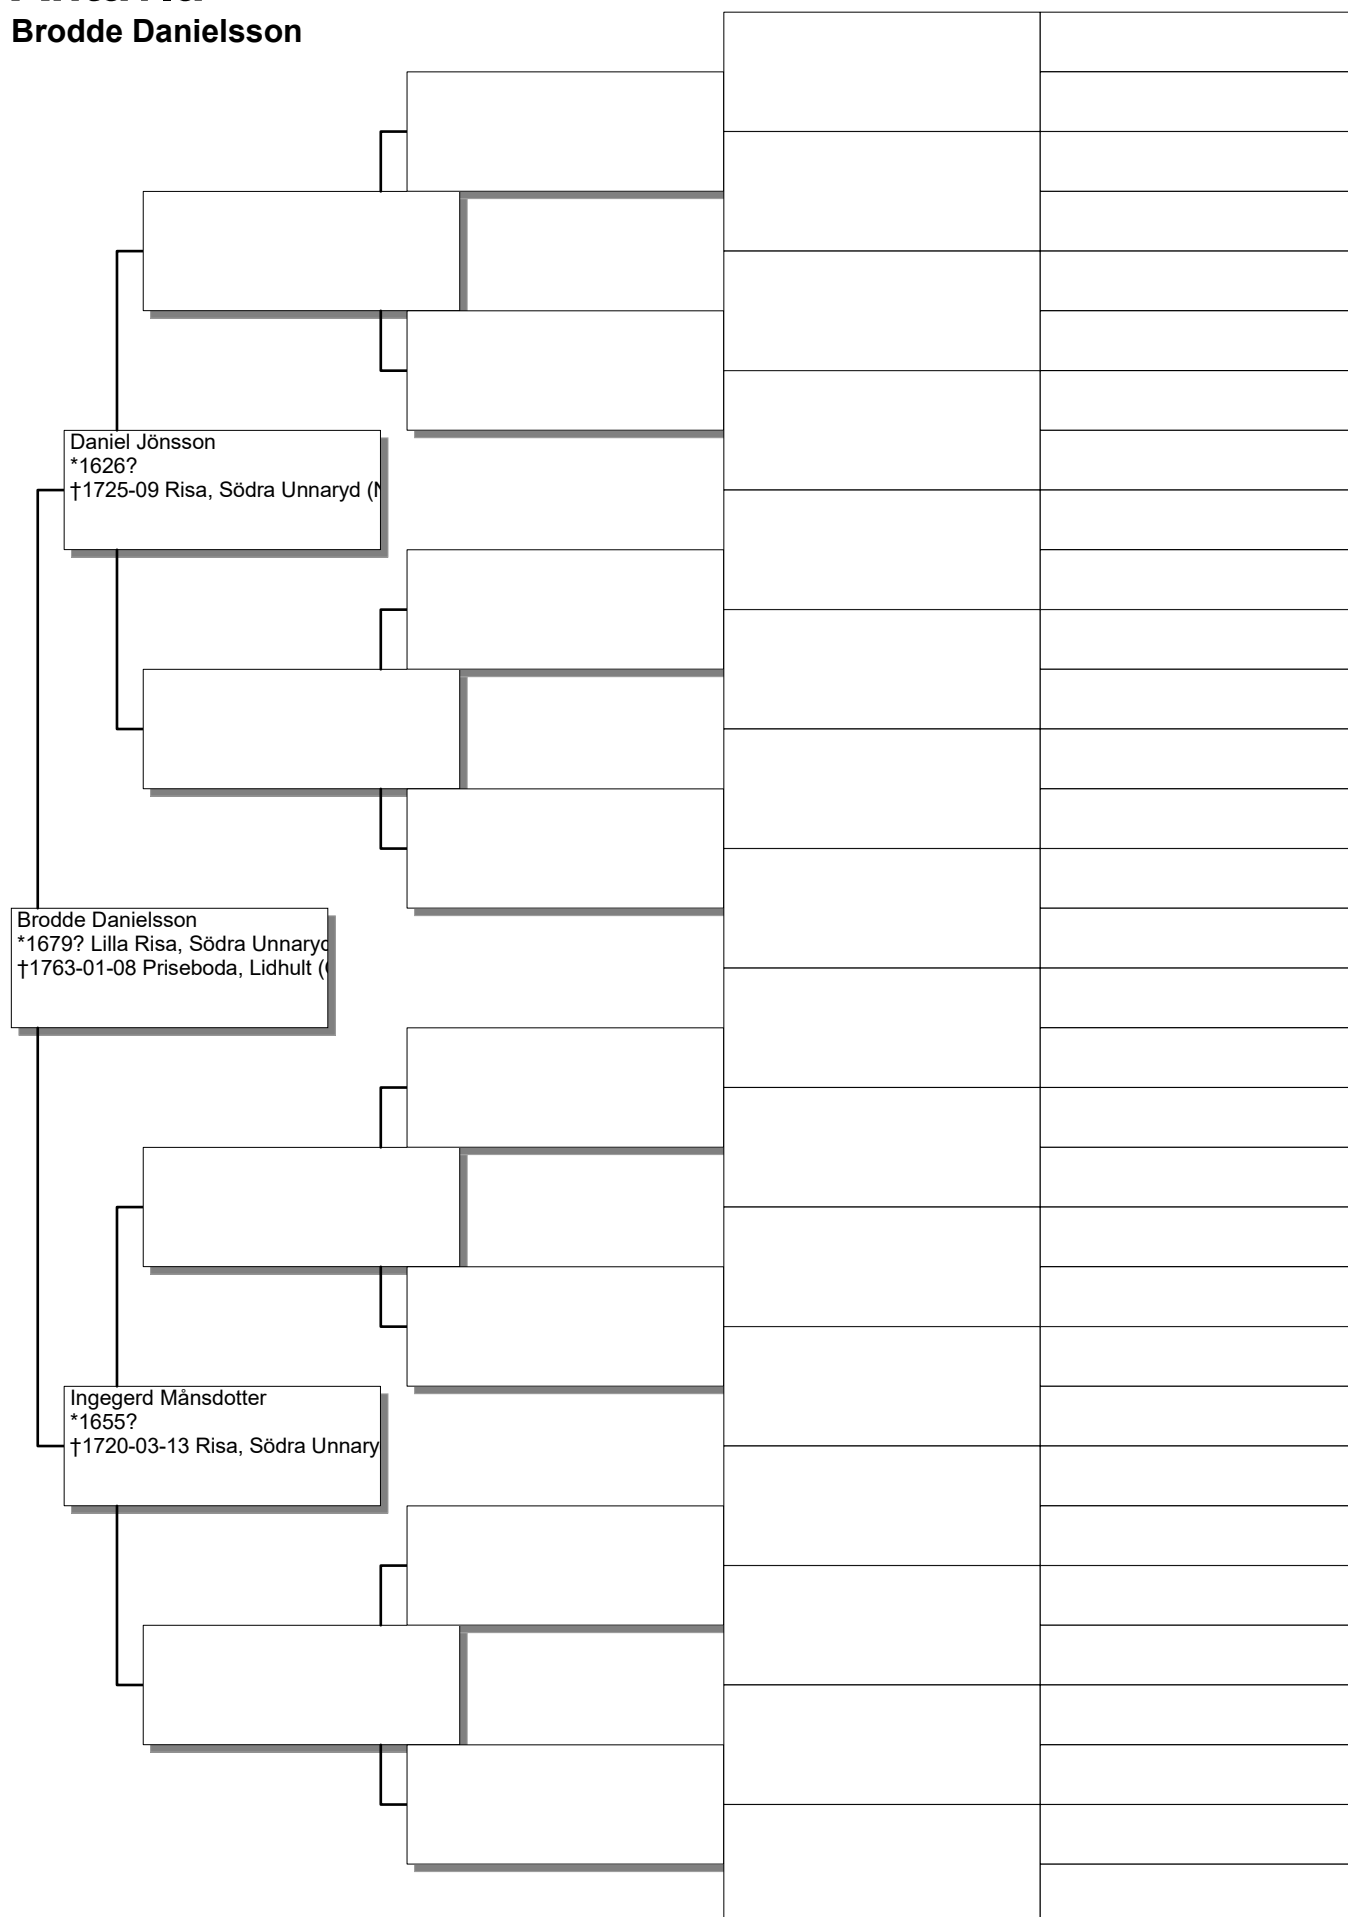 Brodde Danielsson
Daniel Jönsson
*1626?
†1725-09 Risa, Södra Unnaryd (
Brodde Danielsson
*1679? Lilla Risa, Södra Unnaryd
†1763-01-08 Priseboda, Lidhult (
Ingegerd Månsdotter
*1655?
†1720-03-13 Risa, Södra Unnary